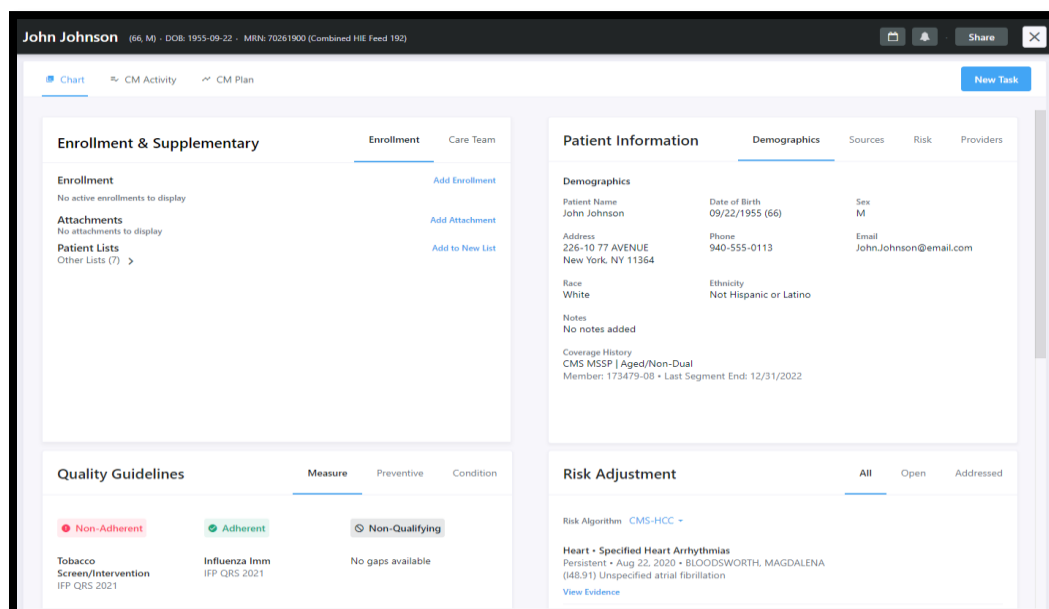 John Johnson (66, M) · DOB: 1955-09-22 · MRN: 70261900 (Combined HIE Feed 192)
Share
Chart
CM Activity
CM Plan
New Task
Enrollment & Supplementary
Enrollment
Care Team
Enrollment
Add Enrollment
No active enrollments to display
Attachments
Add Attachment
No attachments to display
Patient Lists
Add to New List
Other Lists (7)
Patient Information
Demographics
Sources
Risk
Providers
Demographics
Patient Name
John Johnson
Date of Birth
09/22/1955 (66)
Sex
M
Address
226-10 77 AVENUE
New York, NY 11364
Phone
940-555-0113
Email
John.Johnson@email.com
Race
White
Ethnicity
Not Hispanic or Latino
Notes
No notes added
Coverage History
CMS MSSP | Aged/Non-Dual
Member: 173479-08 • Last Segment End: 12/31/2022
Quality Guidelines
Measure
Preventive
Condition
Non-Adherent
Adherent
Non-Qualifying
Tobacco
Screen/Intervention
IFP QRS 2021
Influenza Imm
IFP QRS 2021
No gaps available
Risk Adjustment
All
Open
Addressed
Risk Algorithm CMS-HCC
Heart • Specified Heart Arrhythmias
Persistent • Aug 22, 2020 • BLOODSWORTH, MAGDALENA
(I48.91) Unspecified atrial fibrillation
View Evidence